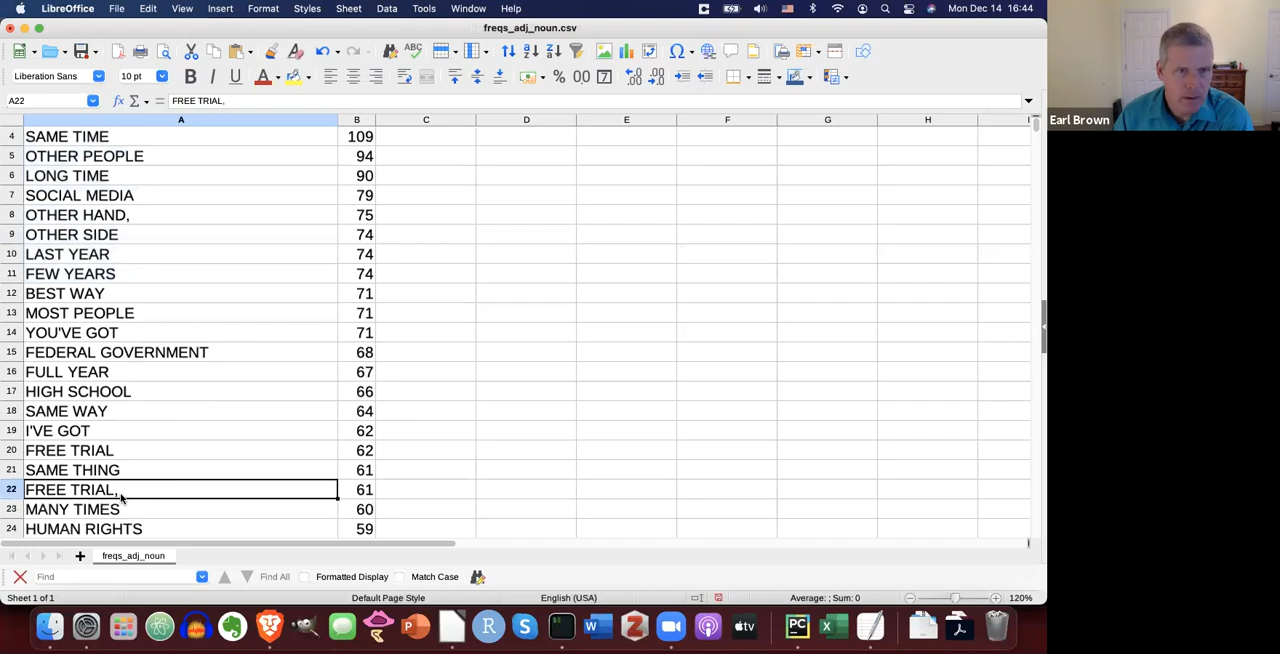 LibreOffice File Edit View Insert Format Styles Sheet Data Tools Window Help Mon Dec 14 16:44
freqs_adj_noun.csv
Liberation Sans 10 pt
A22 FREE TRIAL,
A B C D E F G H I
4 SAME TIME 109
5 OTHER PEOPLE 94
6 LONG TIME 90
7 SOCIAL MEDIA 79
8 OTHER HAND, 75
9 OTHER SIDE 74
10 LAST YEAR 74
11 FEW YEARS 74
12 BEST WAY 71
13 MOST PEOPLE 71
14 YOU'VE GOT 71
15 FEDERAL GOVERNMENT 68
16 FULL YEAR 67
17 HIGH SCHOOL 66
18 SAME WAY 64
19 I'VE GOT 62
20 FREE TRIAL 62
21 SAME THING 61
22 FREE TRIAL, 61
23 MANY TIMES 60
24 HUMAN RIGHTS 59
freqs_adj_noun
Find Find All Formatted Display Match Case
Sheet 1 of 1 Default Page Style English (USA) Average: ; Sum: 0 120%
Earl Brown